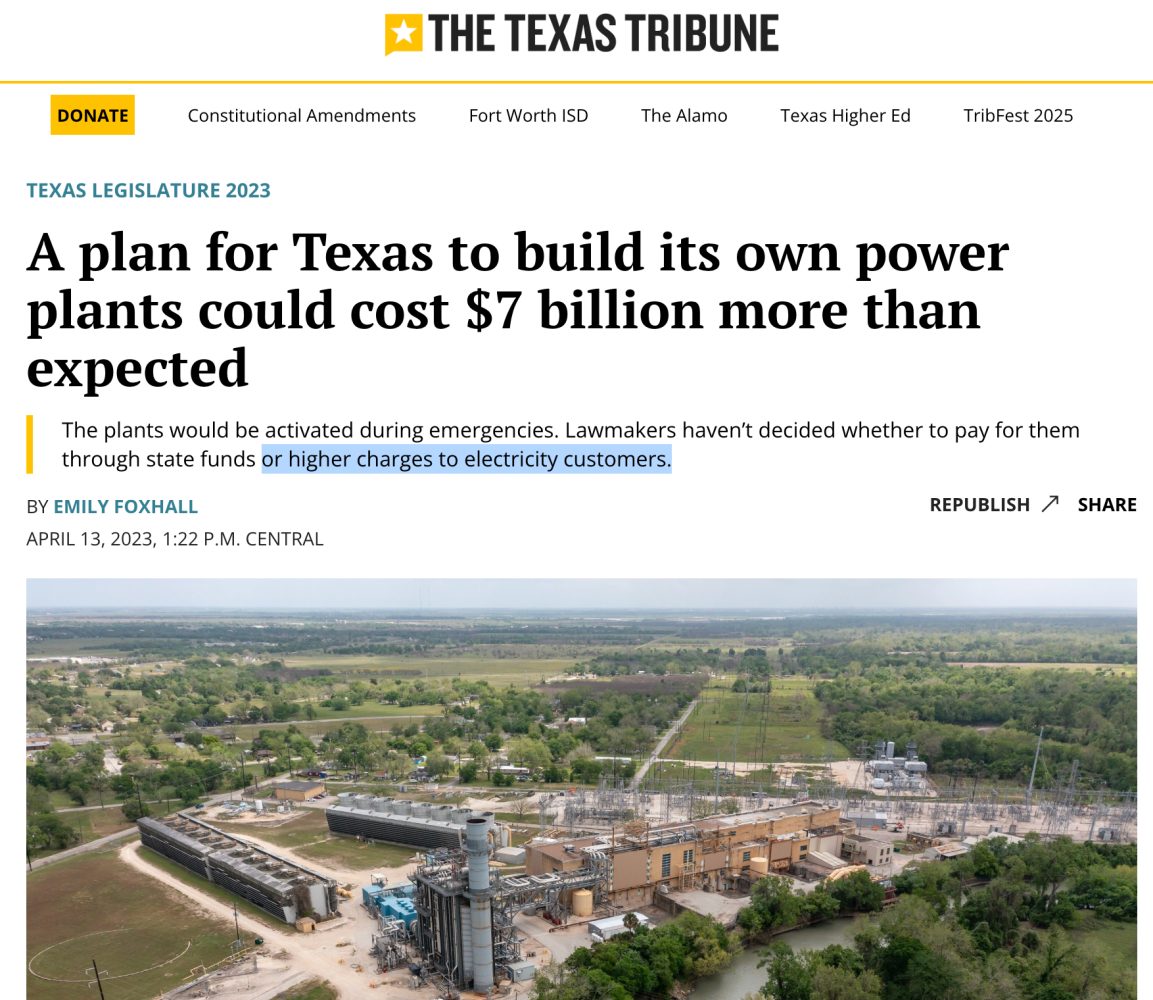 THE TEXAS TRIBUNE
DONATE Constitutional Amendments Fort Worth ISD The Alamo Texas Higher Ed TribFest 2025
TEXAS LEGISLATURE 2023
A plan for Texas to build its own power
plants could cost $7 billion more than
expected
The plants would be activated during emergencies. Lawmakers haven’t decided whether to pay for them
through state funds or higher charges to electricity customers.
BY EMILY FOXHALL
REPUBLISH SHARE
APRIL 13, 2023, 1:22 P.M. CENTRAL